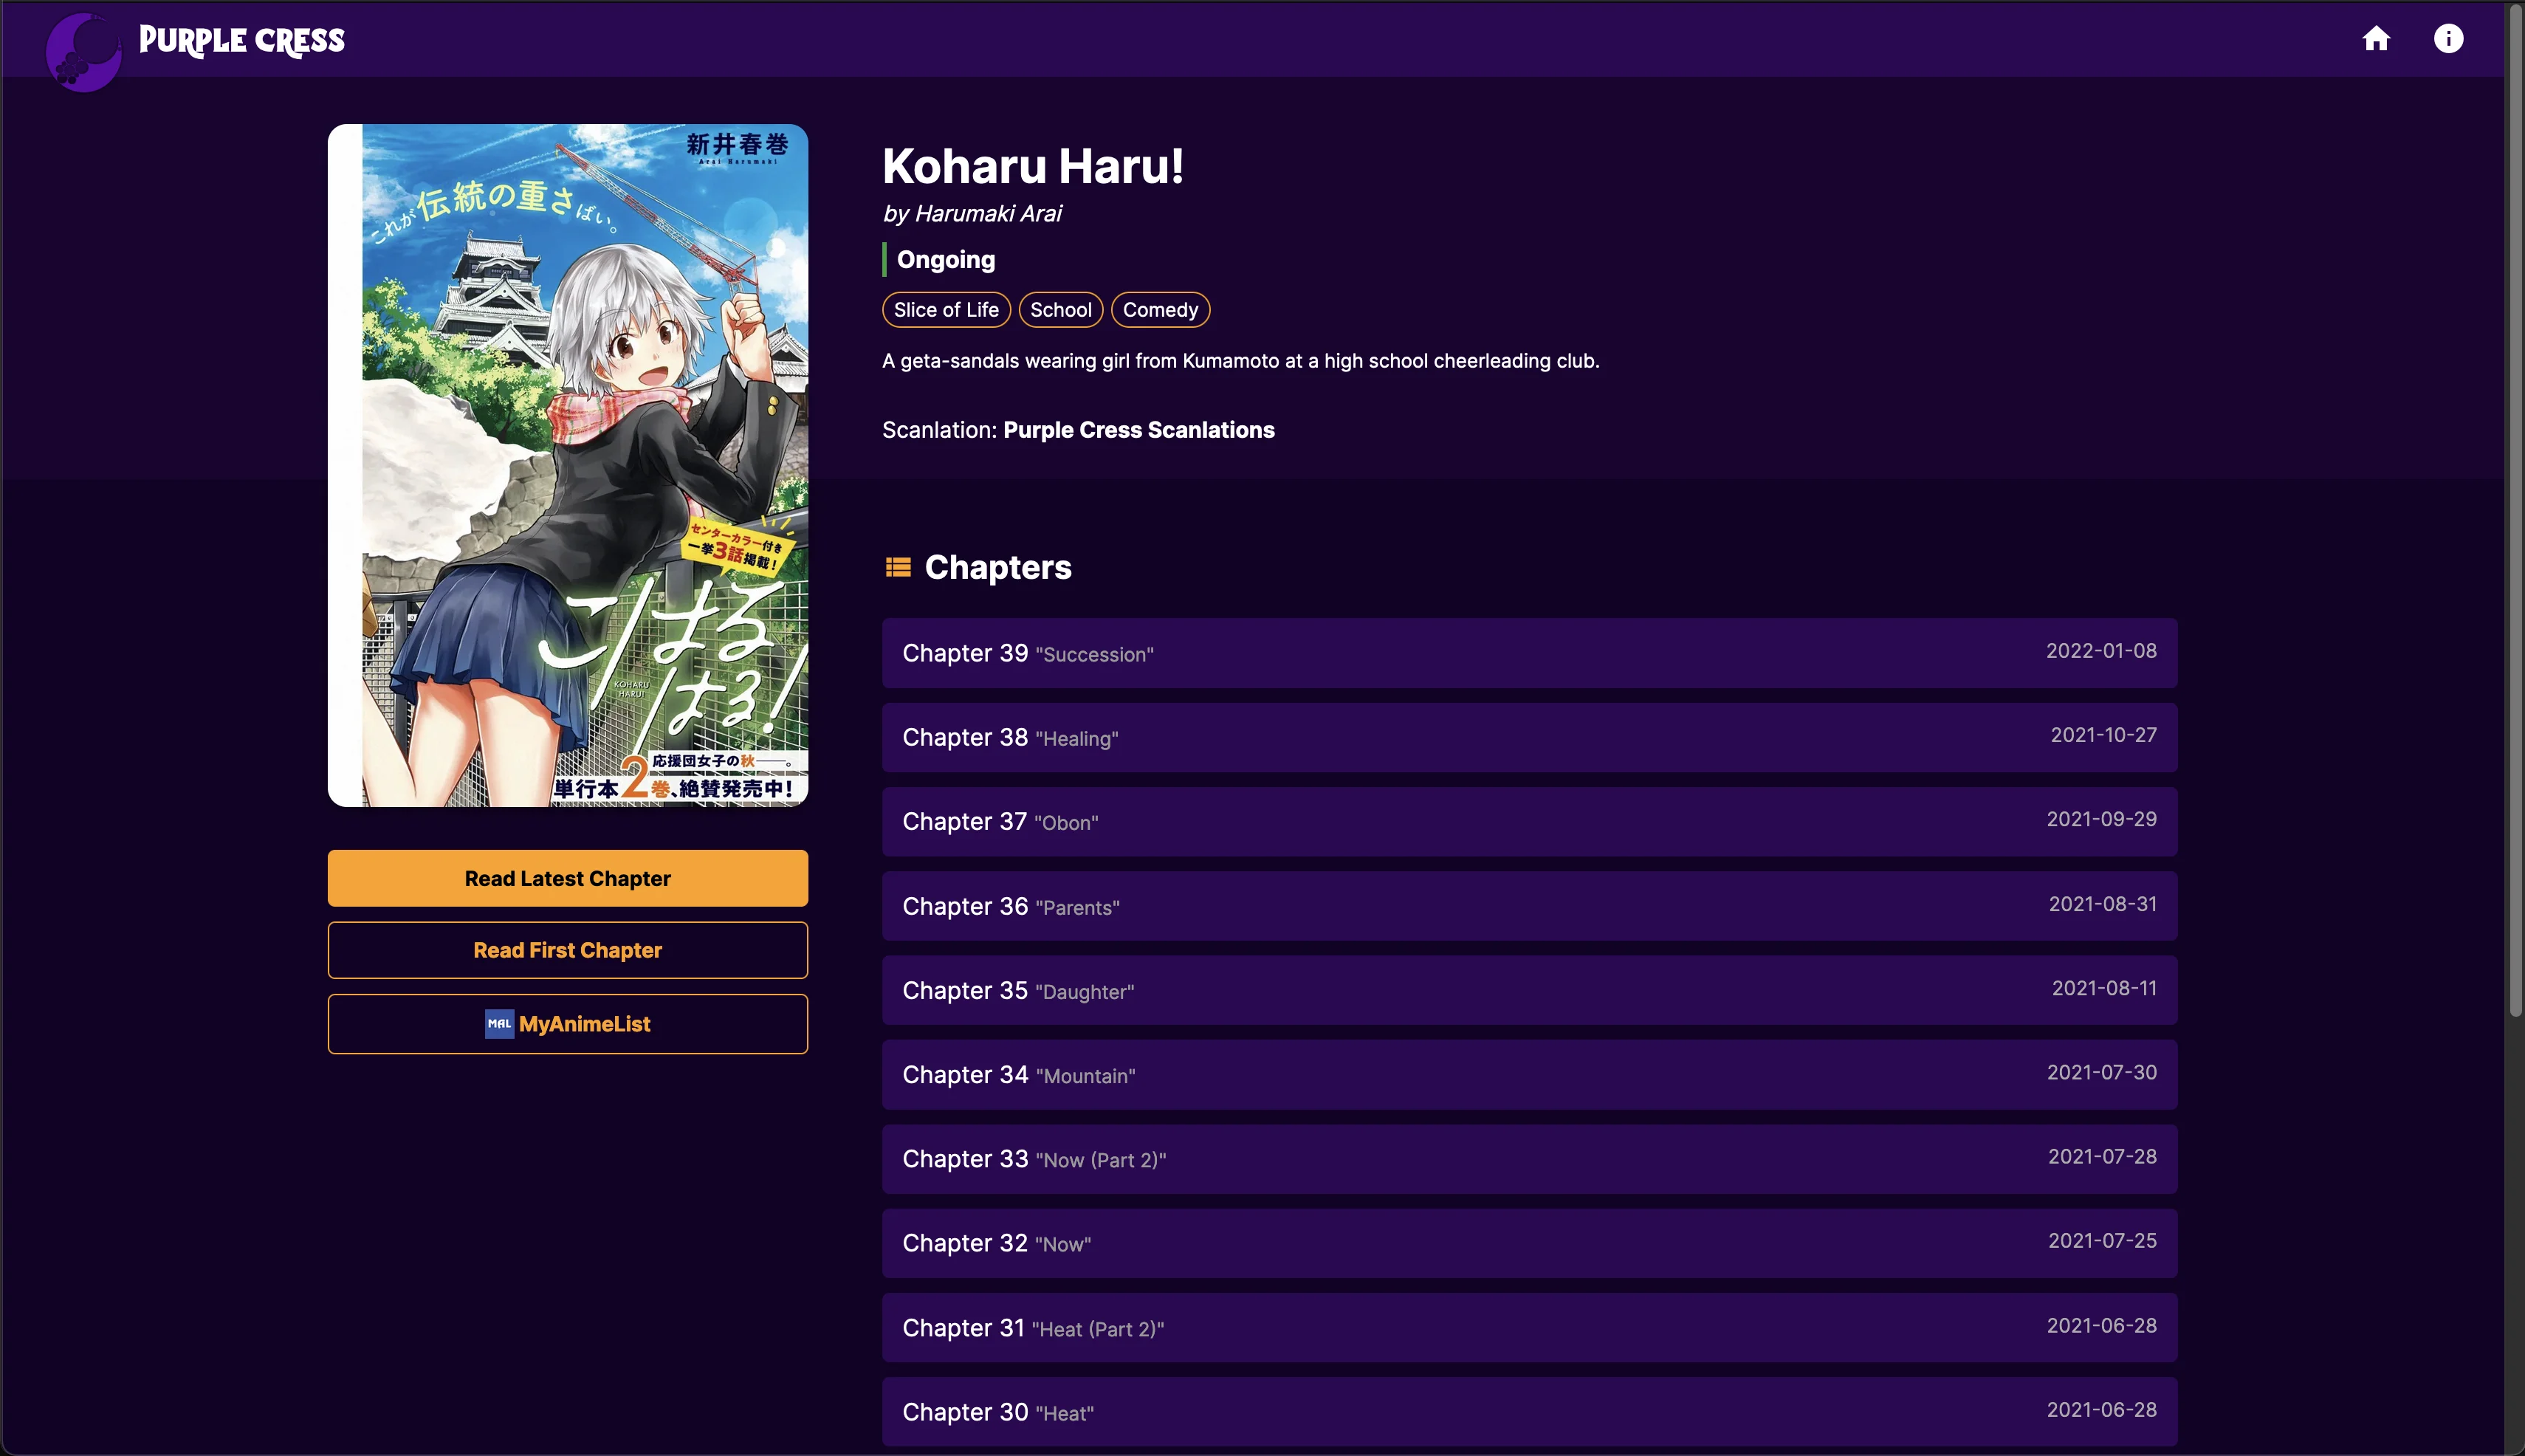 PURPLE CRESS
新井春巻
Arai Harumaki
これが伝統の重さばい。
センターカラー付き
一挙3話掲載!
こはる
はる!
KOHARU
HARU!
応援団女子の秋——。
単行本2巻、絶賛発売中!
Read Latest Chapter
Read First Chapter
MAL MyAnimeList
Koharu Haru!
by Harumaki Arai
Ongoing
Slice of Life School Comedy
A geta-sandals wearing girl from Kumamoto at a high school cheerleading club.
Scanlation: Purple Cress Scanlations
Chapters
Chapter 39 "Succession" 2022-01-08
Chapter 38 "Healing" 2021-10-27
Chapter 37 "Obon" 2021-09-29
Chapter 36 "Parents" 2021-08-31
Chapter 35 "Daughter" 2021-08-11
Chapter 34 "Mountain" 2021-07-30
Chapter 33 "Now (Part 2)" 2021-07-28
Chapter 32 "Now" 2021-07-25
Chapter 31 "Heat (Part 2)" 2021-06-28
Chapter 30 "Heat" 2021-06-28